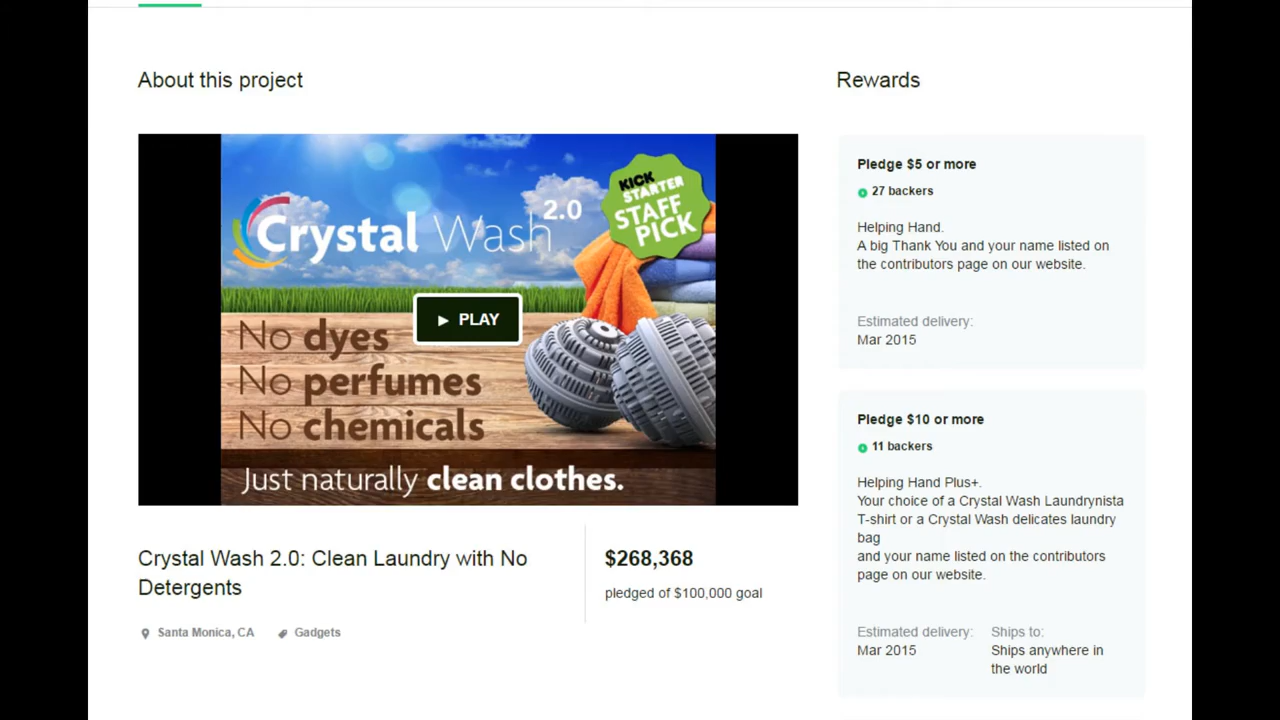 About this project
Rewards
Crystal Wash 2.0
KICK
STARTER
STAFF
PICK
PLAY
No dyes
No perfumes
No chemicals
Just naturally clean clothes.
Crystal Wash 2.0: Clean Laundry with No
Detergents
$268,368
pledged of $100,000 goal
Santa Monica, CA
Gadgets
Pledge $5 or more
27 backers
Helping Hand.
A big Thank You and your name listed on
the contributors page on our website.
Estimated delivery:
Mar 2015
Pledge $10 or more
11 backers
Helping Hand Plus+.
Your choice of a Crystal Wash Laundrynista
T-shirt or a Crystal Wash delicates laundry
bag
and your name listed on the contributors
page on our website.
Estimated delivery:
Mar 2015
Ships to:
Ships anywhere in
the world